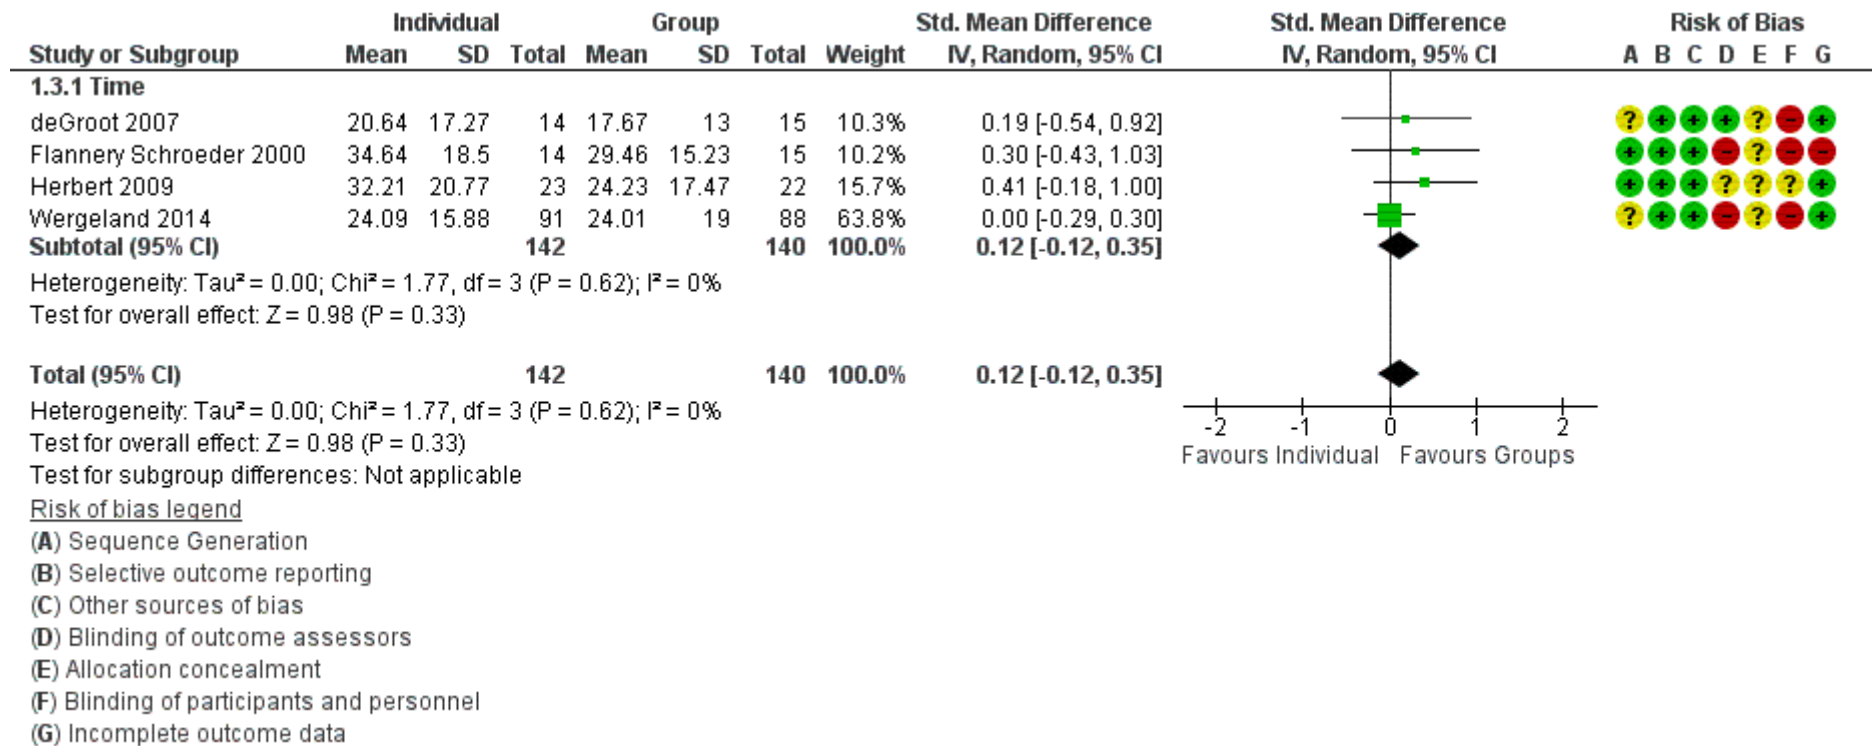 Individual Group Std. Mean Difference Std. Mean Difference Risk of Bias
Study or Subgroup Mean SD Total Mean SD Total Weight IV, Random, 95% CI IV, Random, 95% CI A B C D E F G
1.3.1 Time
deGroot 2007 20.64 17.27 14 17.67 13 15 10.3% 0.19 [-0.54, 0.92] ? + + + ? - +
Flannery Schroeder 2000 34.64 18.5 14 29.46 15.23 15 10.2% 0.30 [-0.43, 1.03] + + + - ? - -
Herbert 2009 32.21 20.77 23 24.23 17.47 22 15.7% 0.41 [-0.18, 1.00] + + + ? ? ? +
Wergeland 2014 24.09 15.88 91 24.01 19 88 63.8% 0.00 [-0.29, 0.30] ? + + - ? - +
Subtotal (95% CI) 142 140 100.0% 0.12 [-0.12, 0.35]
Heterogeneity: Tau² = 0.00; Chi² = 1.77, df = 3 (P = 0.62); I² = 0%
Test for overall effect: Z = 0.98 (P = 0.33)
Total (95% CI) 142 140 100.0% 0.12 [-0.12, 0.35]
Heterogeneity: Tau² = 0.00; Chi² = 1.77, df = 3 (P = 0.62); I² = 0%
Test for overall effect: Z = 0.98 (P = 0.33)
Test for subgroup differences: Not applicable
-2 -1 0 1 2
Favours Individual Favours Groups
Risk of bias legend
(A) Sequence Generation
(B) Selective outcome reporting
(C) Other sources of bias
(D) Blinding of outcome assessors
(E) Allocation concealment
(F) Blinding of participants and personnel
(G) Incomplete outcome data